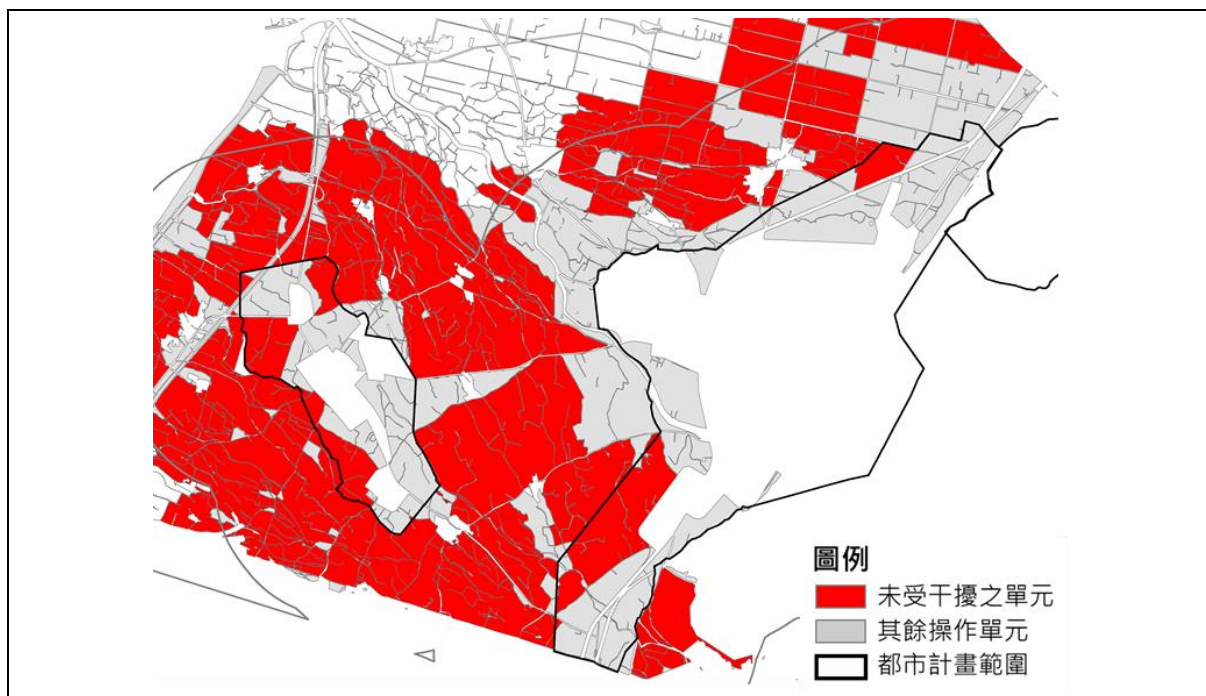 圖例
未受干擾之單元
其餘操作單元
都市計畫範圍